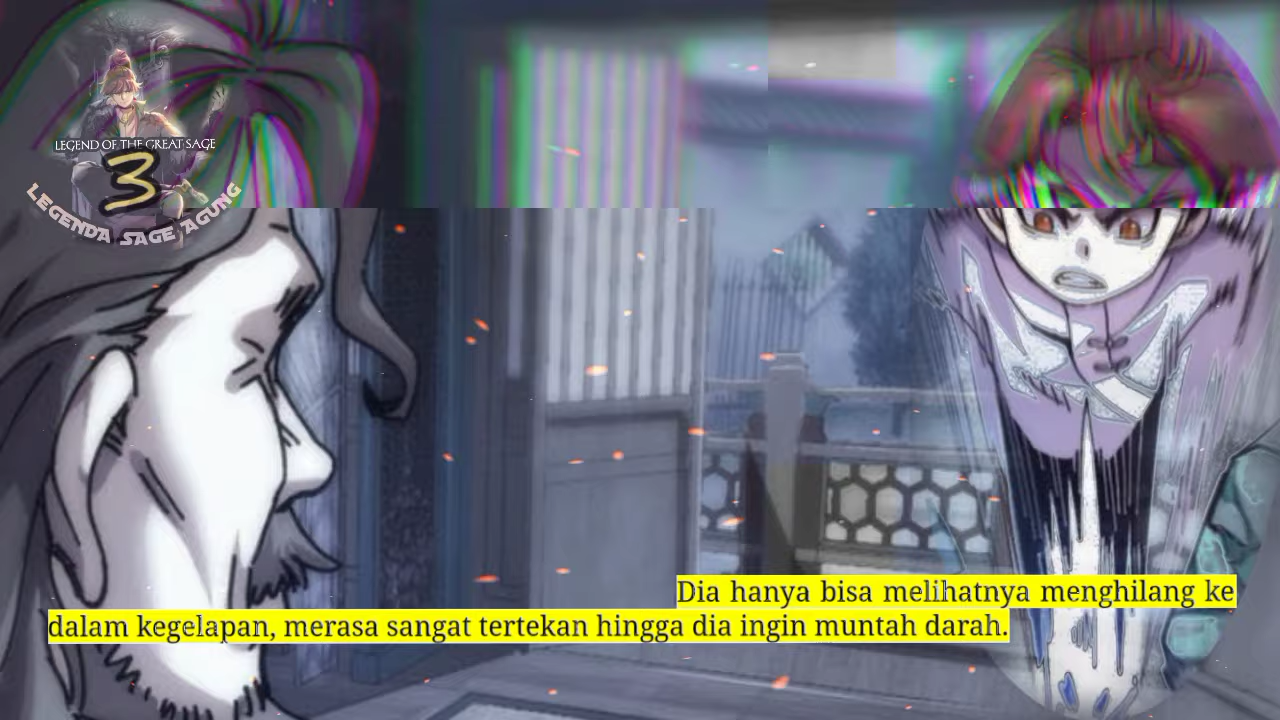 LEGEND OF THE GREAT SAGE
3
LEGENDA SAGE AGUNG
Dia hanya bisa melihatnya menghilang ke
dalam kegelapan, merasa sangat tertekan hingga dia ingin muntah darah.